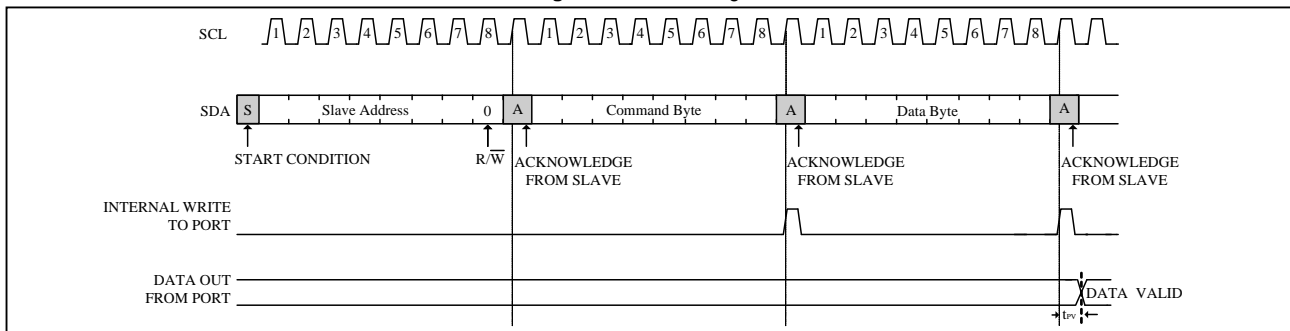 SCL 1 2 3 4 5 6 7 8 1 2 3 4 5 6 7 8 1 2 3 4 5 6 7 8
SDA S Slave Address 0 A Command Byte A Data Byte A
START CONDITION R/W̅ ACKNOWLEDGE FROM SLAVE ACKNOWLEDGE FROM SLAVE ACKNOWLEDGE FROM SLAVE
INTERNAL WRITE
TO PORT
DATA OUT
FROM PORT
DATA VALID
tPV